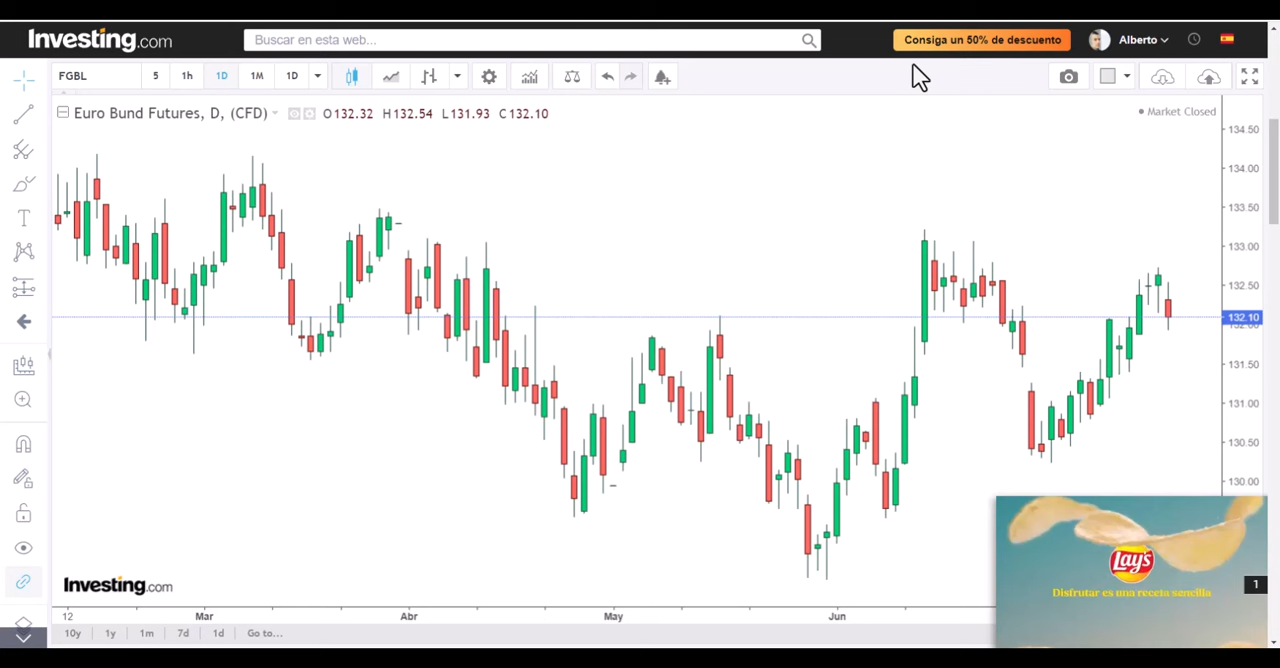 Investing.com
Buscar en esta web...
Consiga un 50% de descuento
Alberto
FGBL 5 1h 1D 1M 1D
Euro Bund Futures, D, (CFD) O132.32 H132.54 L131.93 C132.10
Market Closed
134.50
134.00
133.50
133.00
132.50
132.10
132.00
131.50
131.00
130.50
130.00
Lay's
Disfrutar es una receta sencilla
1
Investing.com
12 Mar Abr May Jun
10y 1y 1m 7d 1d Go to...